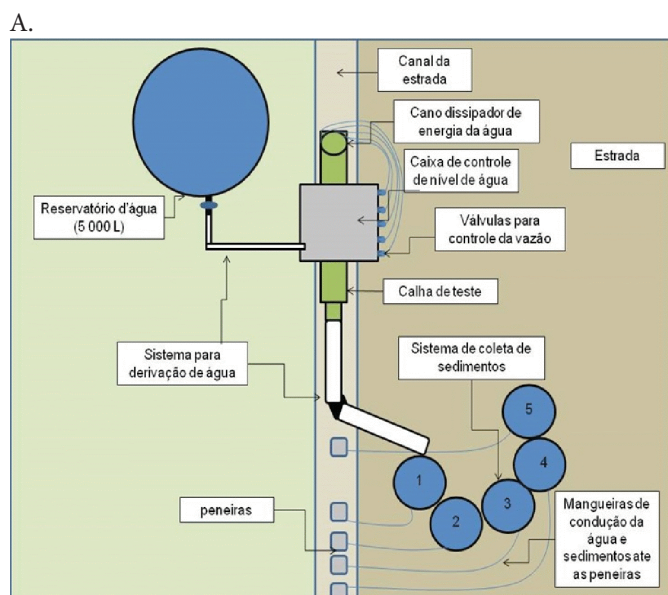 A.
Canal da
estrada
Cano dissipador de
energia da água
Caixa de controle
de nível de água
Estrada
Reservatório d'água
(5 000 L)
Válvulas para
controle da vazão
Calha de teste
Sistema para
derivação de água
Sistema de coleta de
sedimentos
5
4
1
3
2
peneiras
Mangueiras de
condução da
água e
sedimentos ate
as peneiras